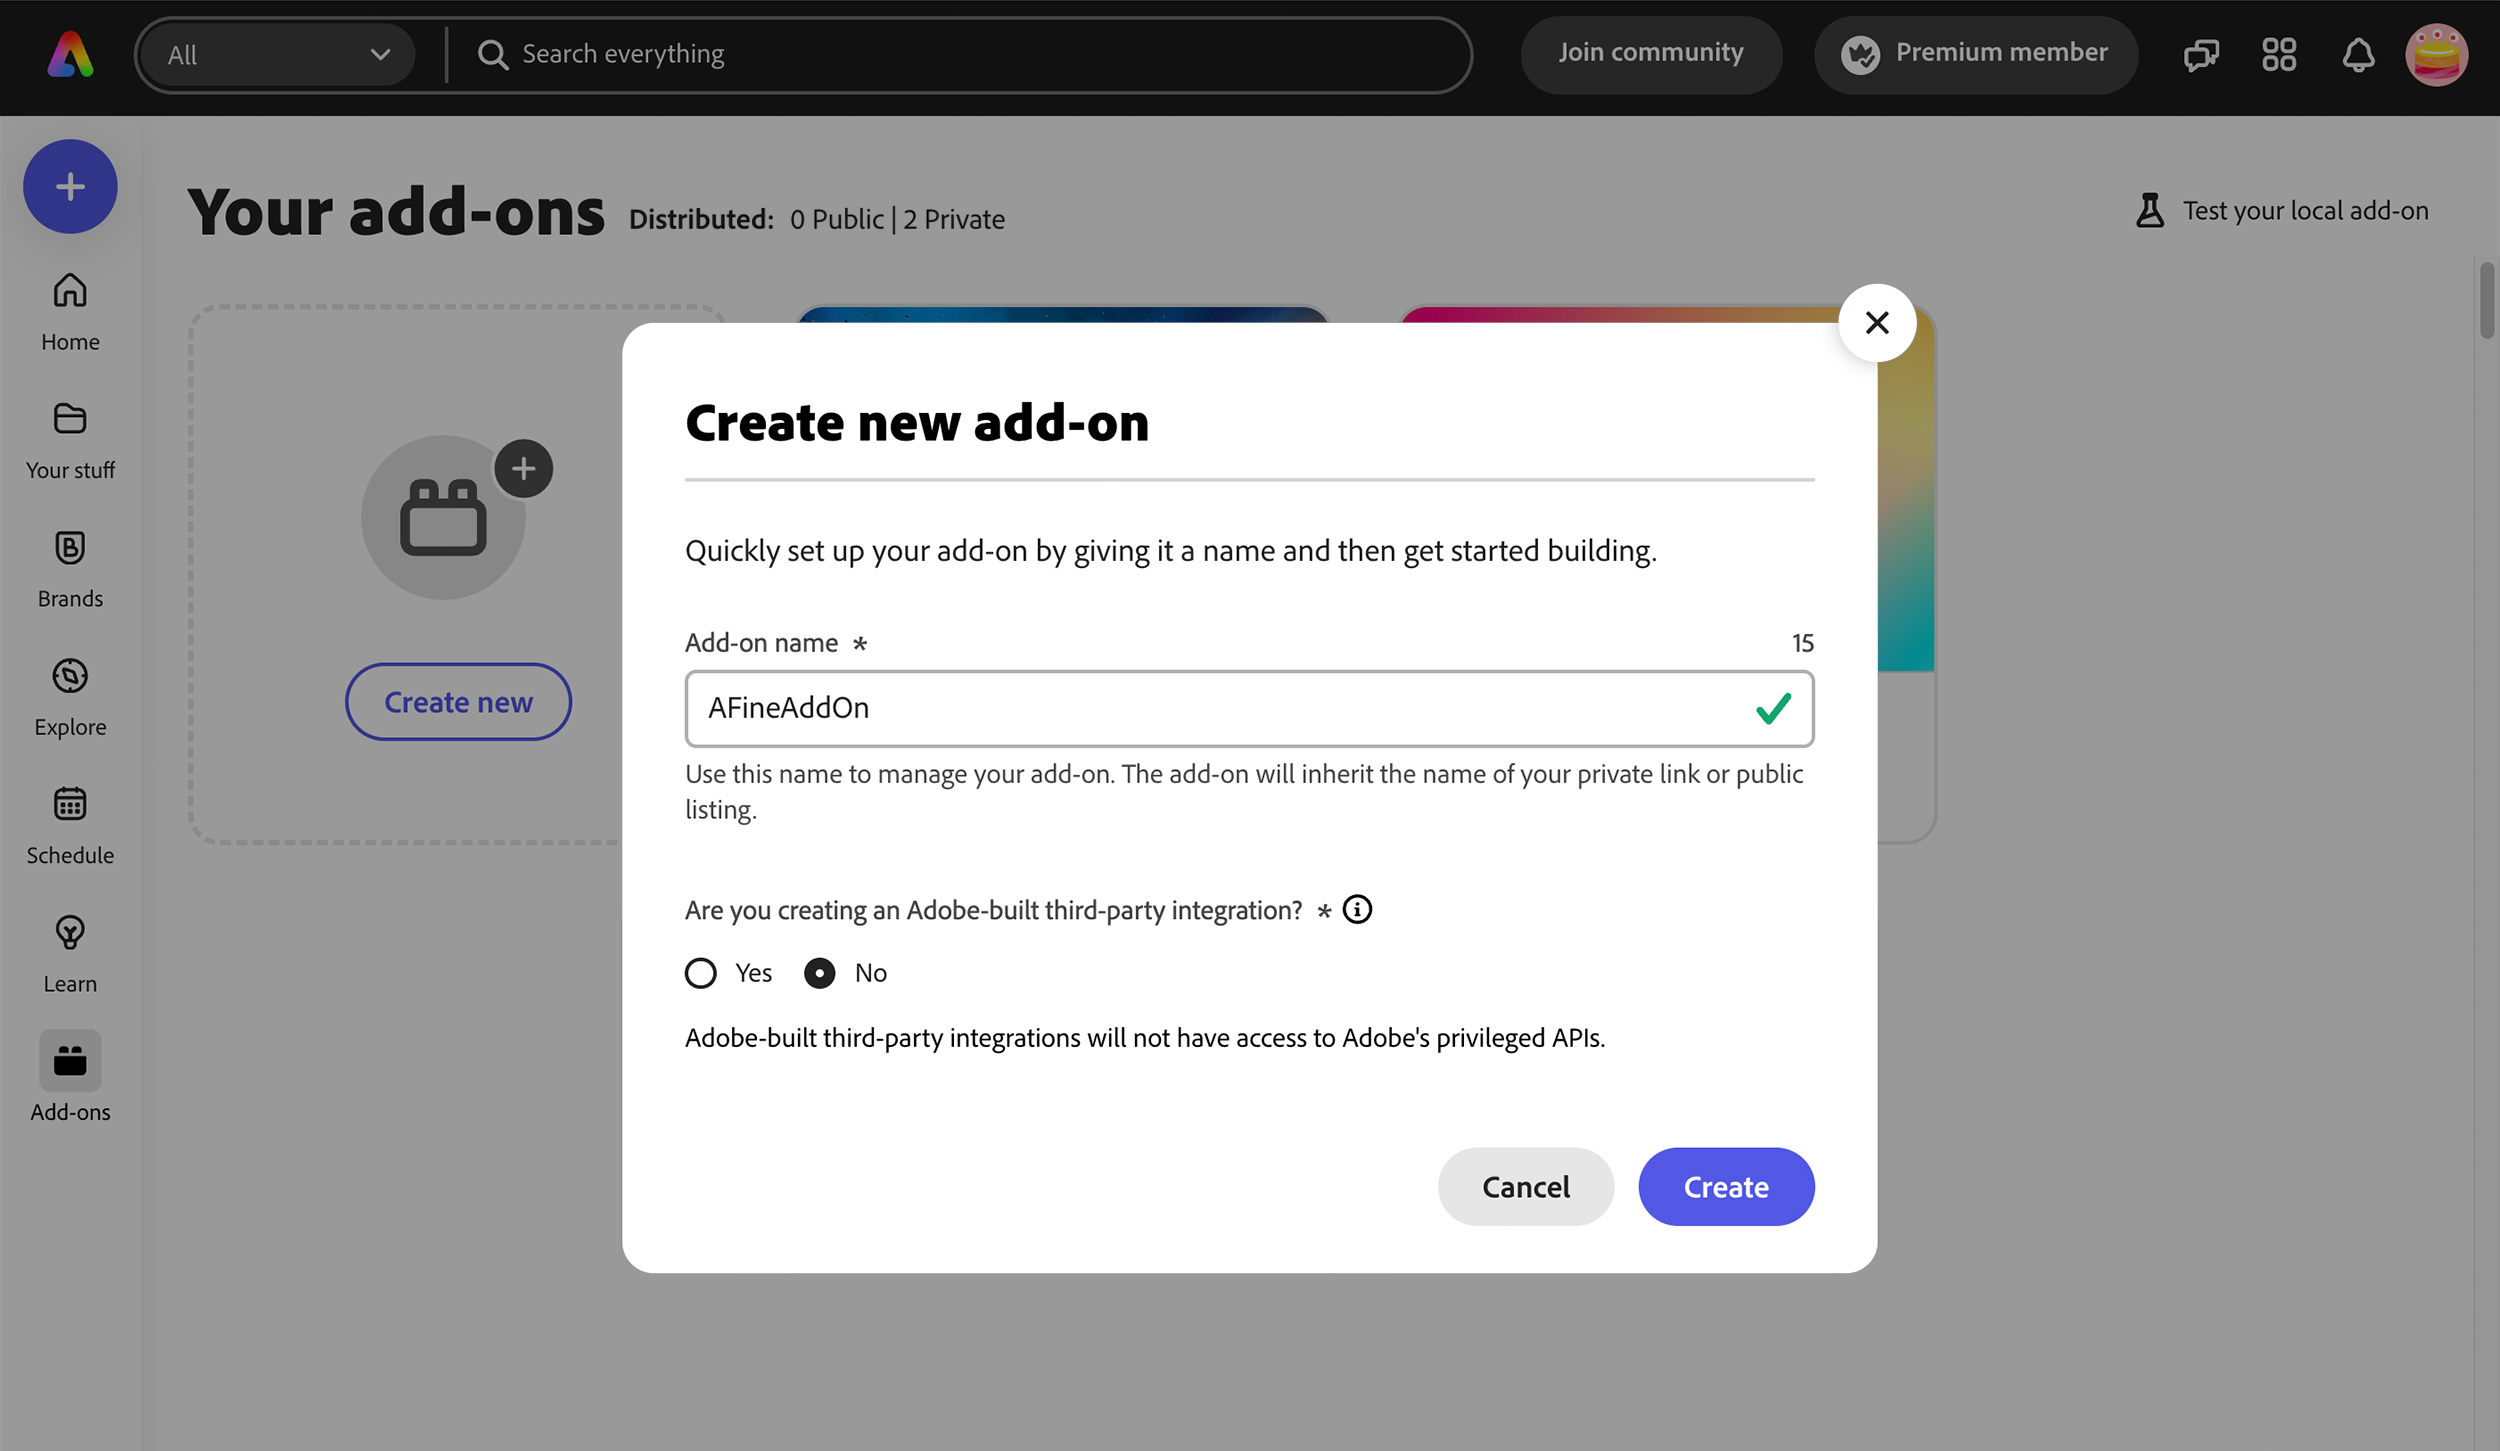 All
Search everything
Join community
Premium member
Your add-ons
Distributed: 0 Public | 2 Private
Test your local add-on
Home
Your stuff
B
Brands
Explore
Schedule
Learn
Add-ons
Create new
Create new add-on
Quickly set up your add-on by giving it a name and then get started building.
Add-on name *
15
AFineAddOn
Use this name to manage your add-on. The add-on will inherit the name of your private link or public
listing.
Are you creating an Adobe-built third-party integration? *
Yes
No
Adobe-built third-party integrations will not have access to Adobe's privileged APIs.
Cancel
Create